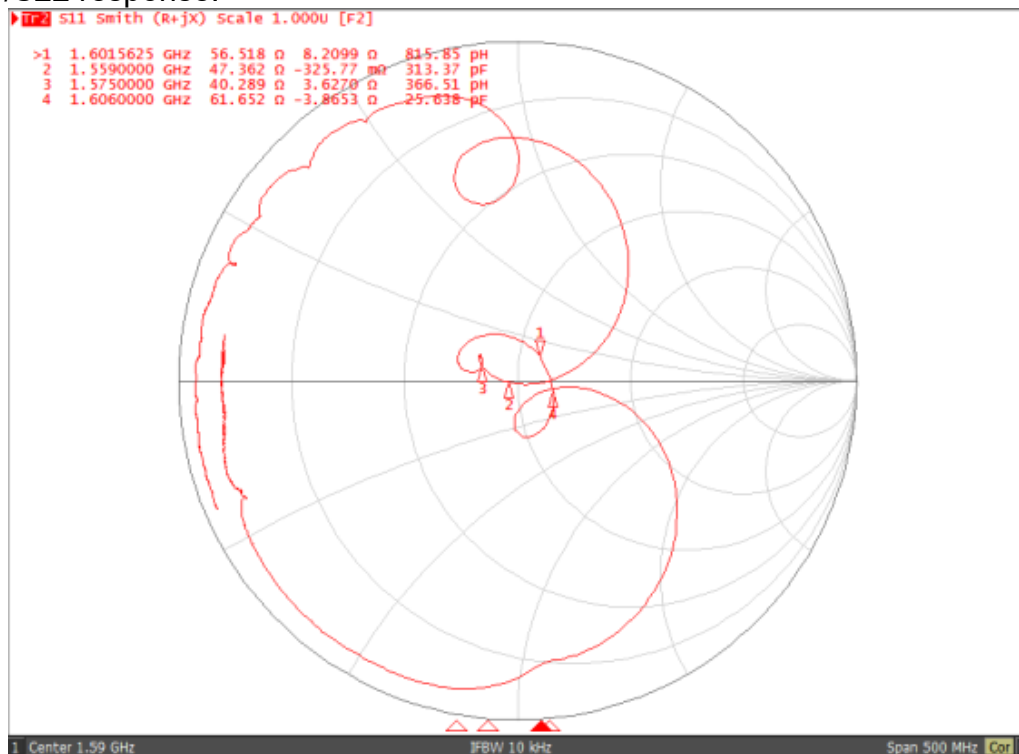 Tr2 S11 Smith (R+jX) Scale 1.000U [F2]
>1 1.6015625 GHz 56.518 Ω 8.2099 Ω 815.85 pH
2 1.5590000 GHz 47.362 Ω -325.77 mΩ 313.37 pF
3 1.5750000 GHz 40.289 Ω 3.6270 Ω 366.51 pH
4 1.6060000 GHz 61.652 Ω -3.8653 Ω 25.638 pF
1
3
2
4
1 Center 1.59 GHz IFBW 10 kHz Span 500 MHz Cor